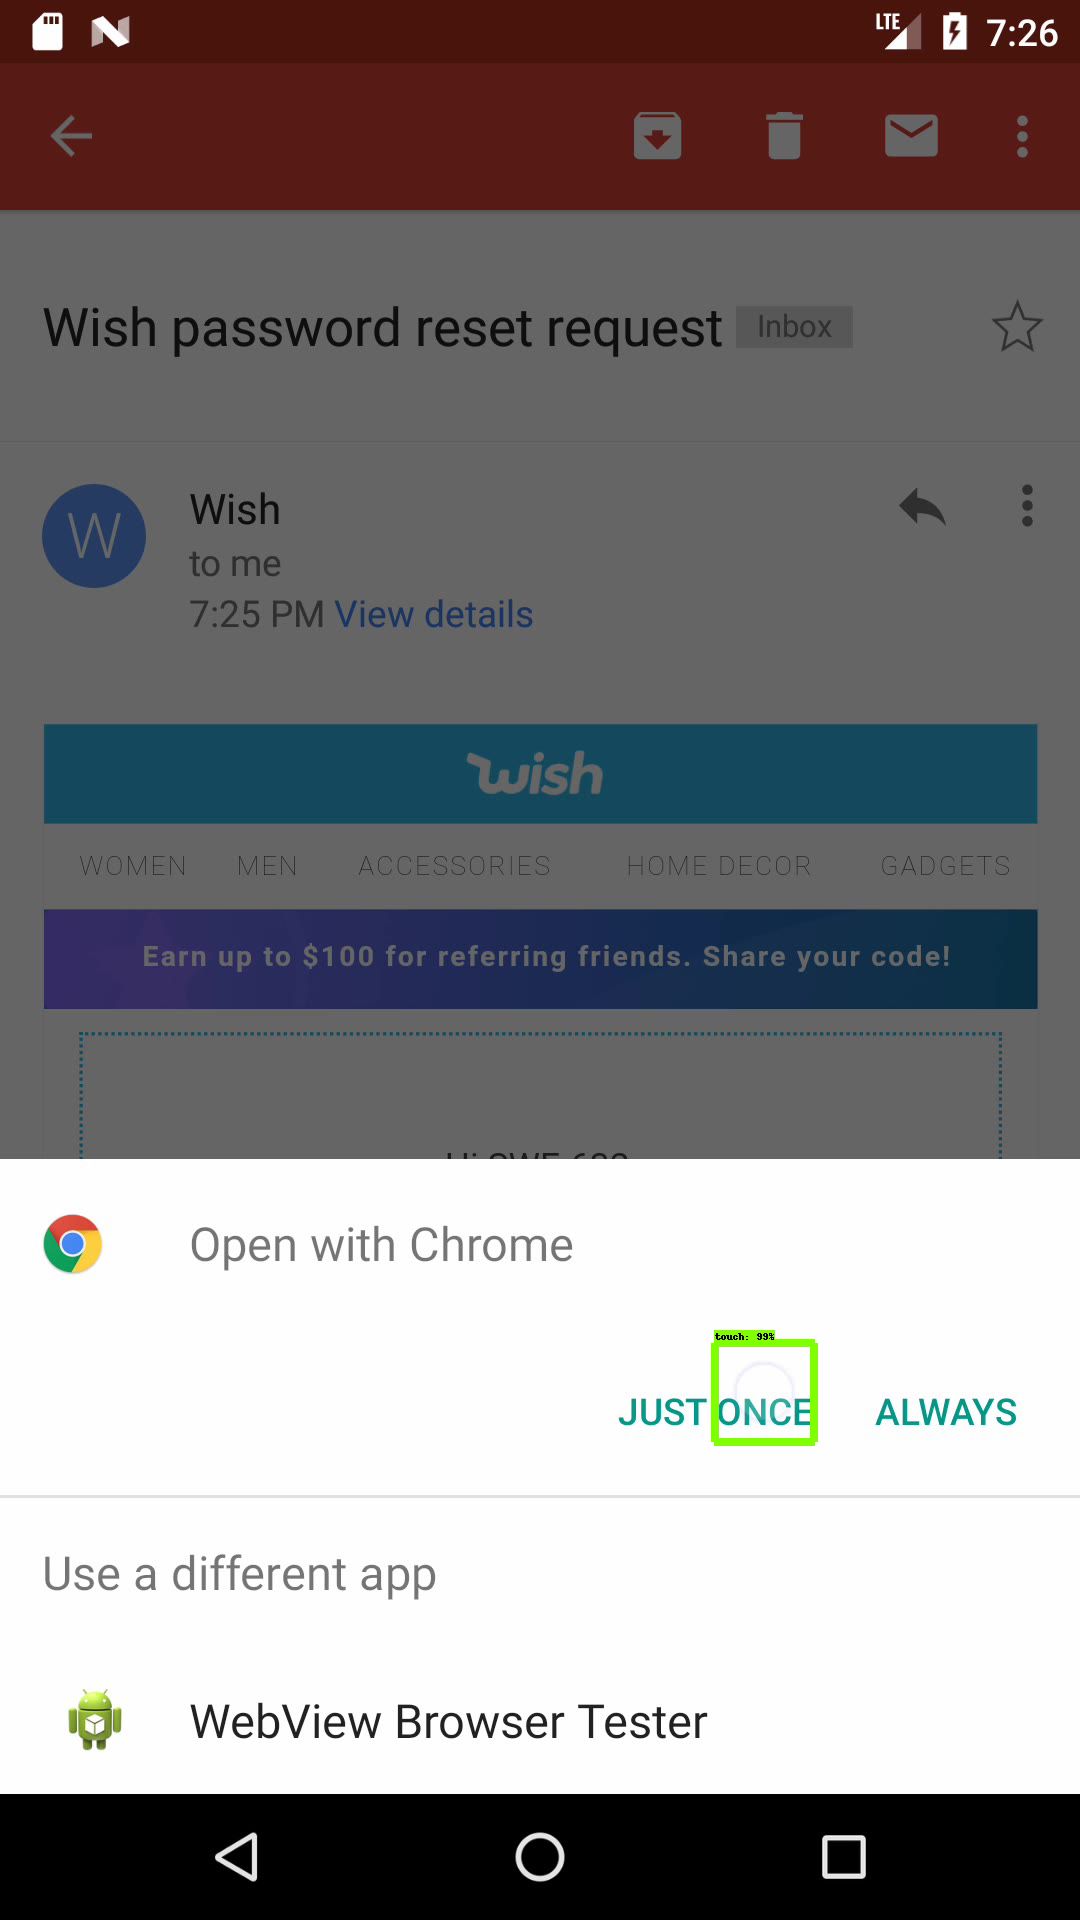 LTE 7:26
Wish password reset request Inbox
W
Wish
to me
7:25 PM View details
wish
WOMEN MEN ACCESSORIES HOME DECOR GADGETS
Earn up to $100 for referring friends. Share your code!
Open with Chrome
touch: 99%
JUST ONCE ALWAYS
Use a different app
WebView Browser Tester